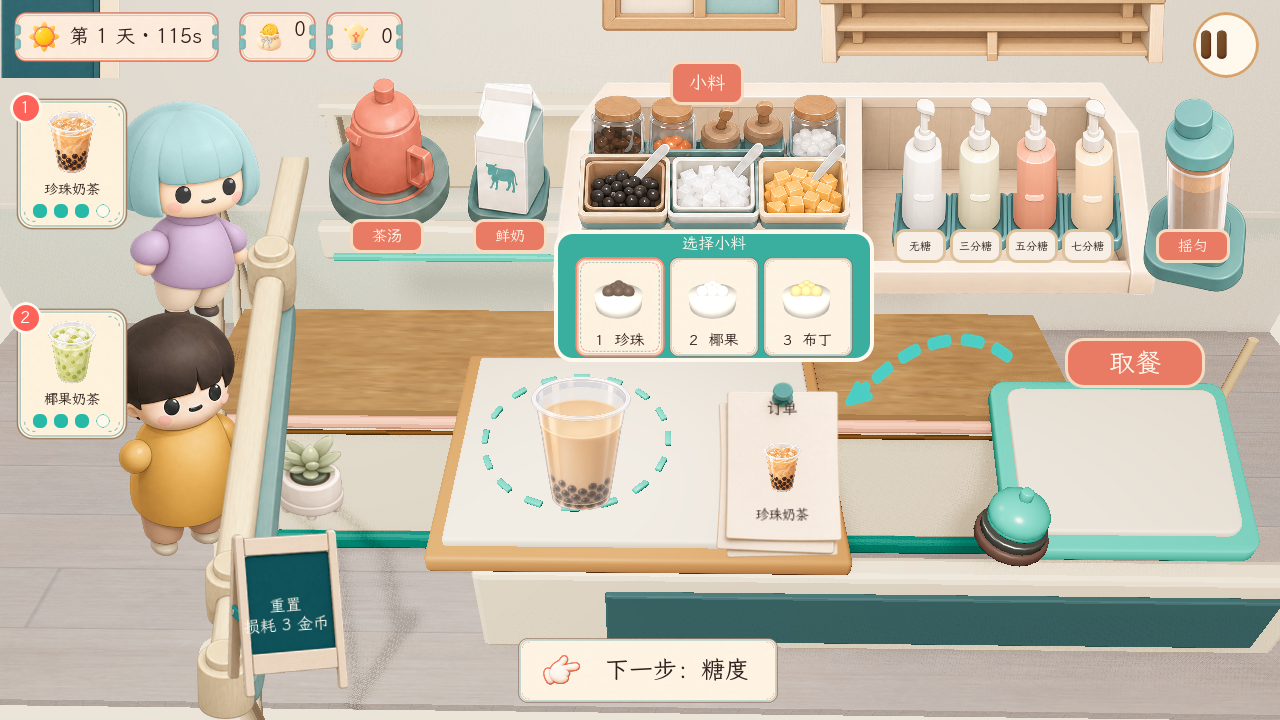 第 1 天·115s
0
0
1
珍珠奶茶
2
椰果奶茶
茶汤
鲜奶
小料
无糖
三分糖
五分糖
七分糖
摇匀
选择小料
1 珍珠
2 椰果
3 布丁
取餐
订单
珍珠奶茶
重置
损耗 3 金币
下一步: 糖度